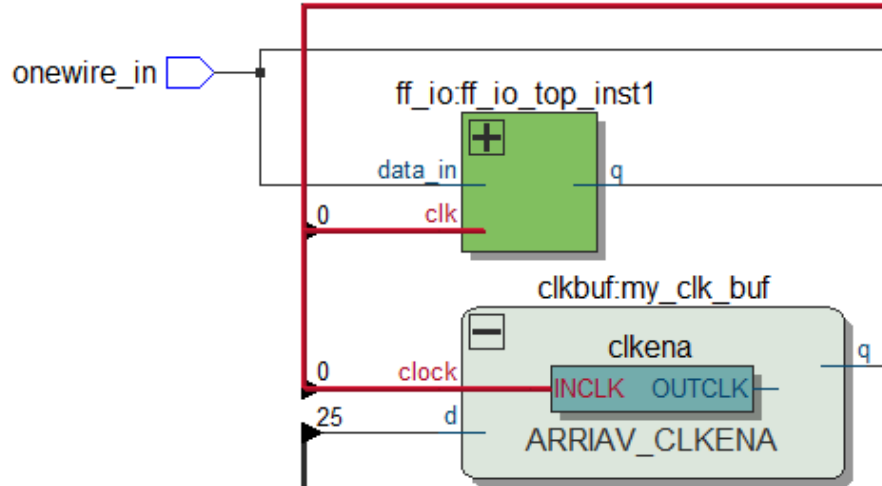 onewire_in
ff_io:ff_io_top_inst1
data_in
q
0
clk
clkbuf:my_clk_buf
clkena
q
0
clock
INCLK
OUTCLK
25
d
ARRIAV_CLKENA